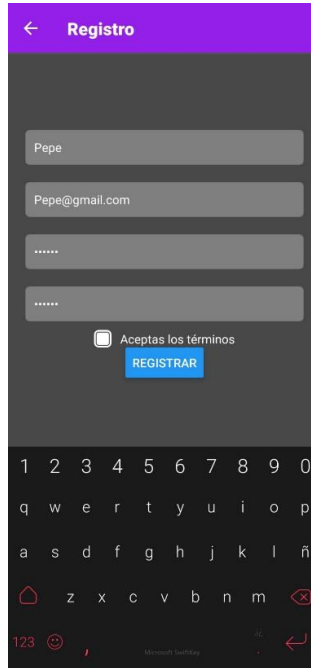 Registro
Pepe
Pepe@gmail.com
••••••
••••••
Aceptas los términos
REGISTRAR
1 2 3 4 5 6 7 8 9 0
q w e r t y u i o p
a s d f g h j k l ñ
z x c v b n m
123 , Microsoft SwiftKey .